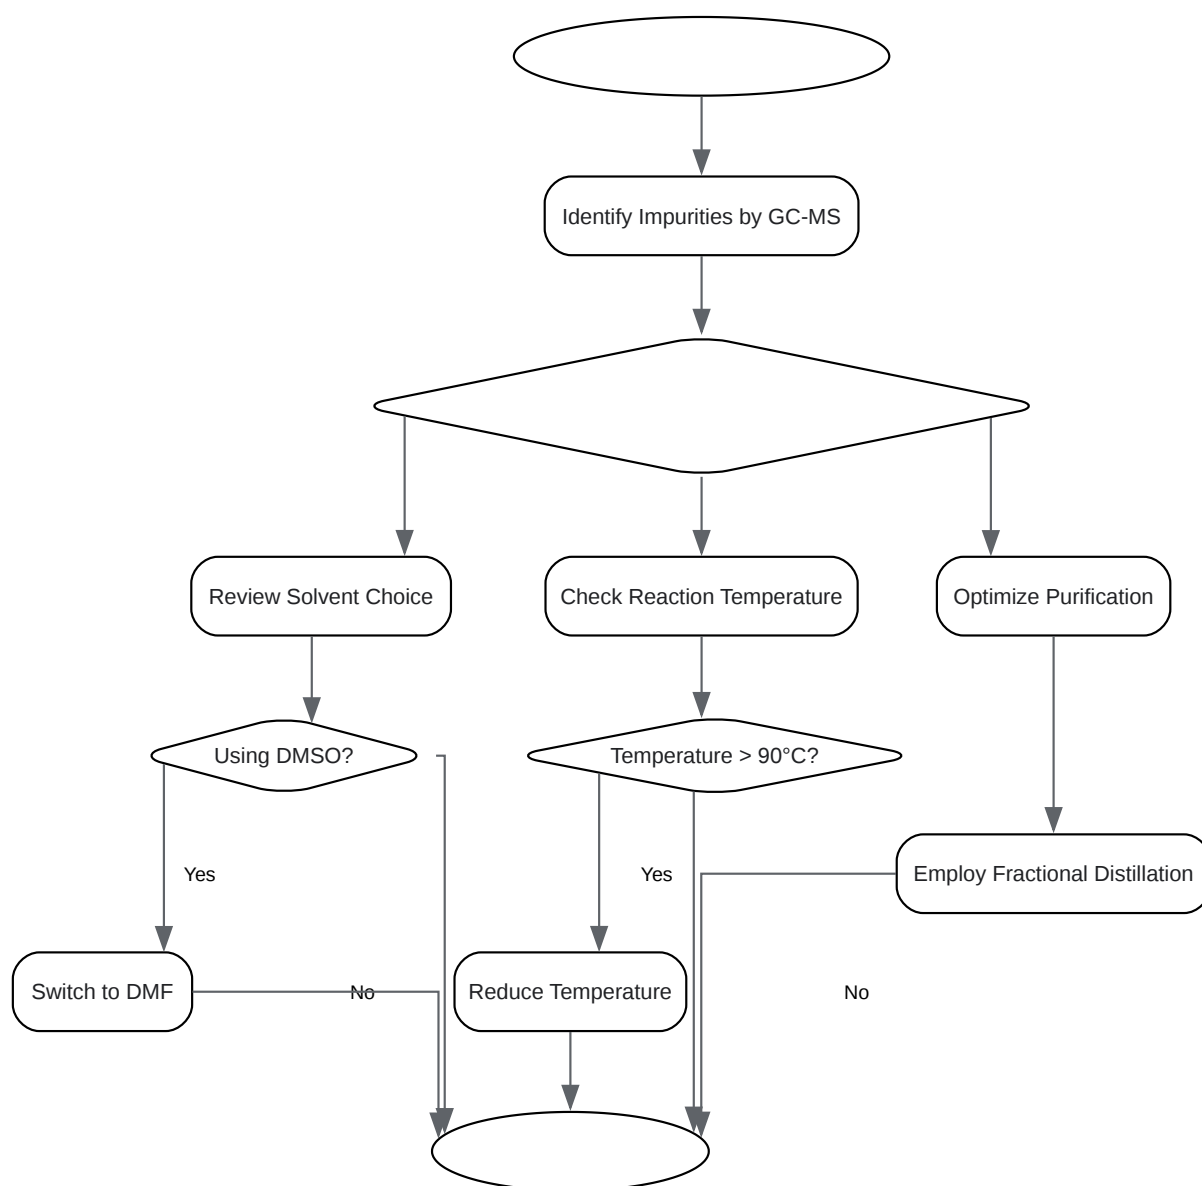 Identify Impurities by GC-MS
Review Solvent Choice
Check Reaction Temperature
Optimize Purification
Using DMSO?
Temperature > 90°C?
Yes
Yes
Employ Fractional Distillation
Switch to DMF
No
Reduce Temperature
No